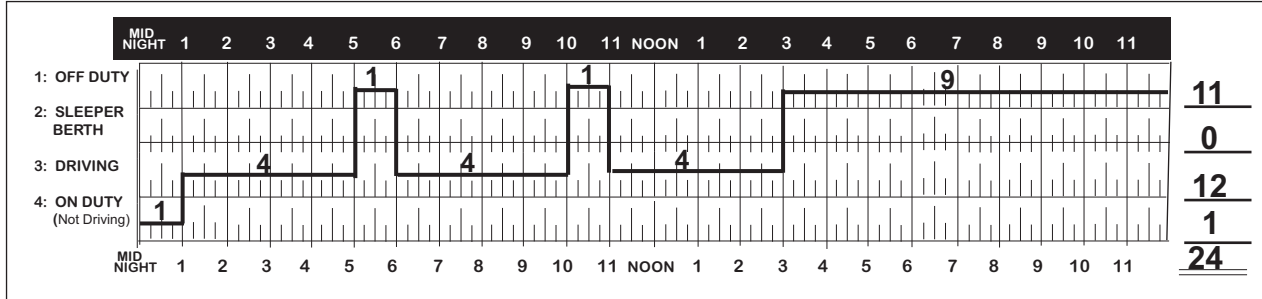 MID NIGHT 1 2 3 4 5 6 7 8 9 10 11 NOON 1 2 3 4 5 6 7 8 9 10 11
1: OFF DUTY 1 1 9 11
2: SLEEPER
BERTH 0
3: DRIVING 4 4 4 12
4: ON DUTY 1 1
(Not Driving)
24
MID NIGHT 1 2 3 4 5 6 7 8 9 10 11 NOON 1 2 3 4 5 6 7 8 9 10 11